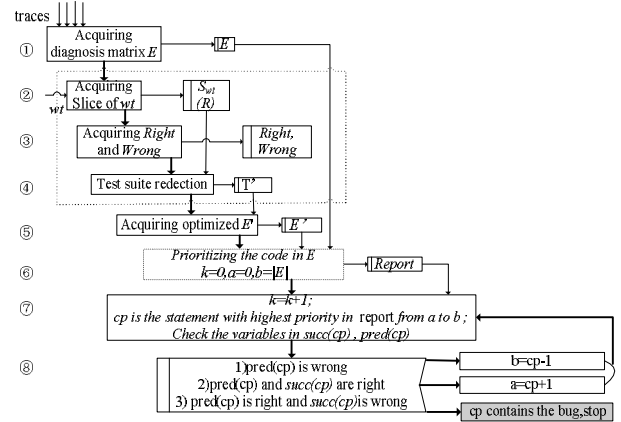 traces
① Acquiring
diagnosis matrix E
E
② Acquiring
Slice of wt
wt
S_wt
(R)
③ Acquiring Right
and Wrong
Right,
Wrong
④ Test suite redection
T’
⑤ Acquiring optimized E'
E’
⑥ Prioritizing the code in E
k=0,a=0,b=|E|
Report
⑦ k=k+1;
cp is the statement with highest priority in report from a to b ;
Check the variables in succ(cp) , pred(cp)
⑧ 1)pred(cp) is wrong
2)pred(cp) and succ(cp) are right
3) pred(cp) is right and succ(cp) is wrong
b=cp-1
a=cp+1
cp contains the bug,stop